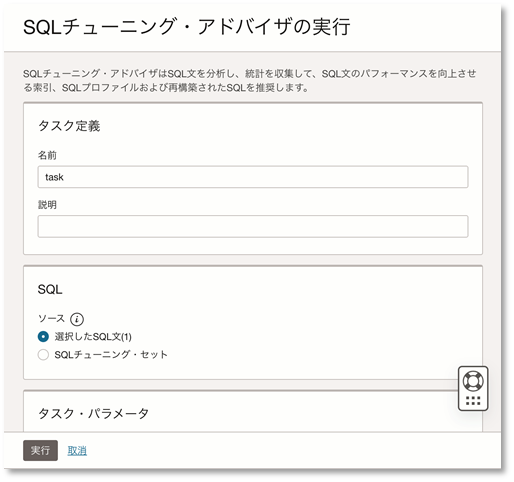 SQLチューニング・アドバイザの実行
SQLチューニング・アドバイザはSQL文を分析し、統計を収集して、SQL文のパフォーマンスを向上させ
る索引、SQLプロファイルおよび再構築されたSQLを推奨します。
タスク定義
名前
task
説明
SQL
ソース
選択したSQL文(1)
SQLチューニング・セット
タスク・パラメータ
実行 取消